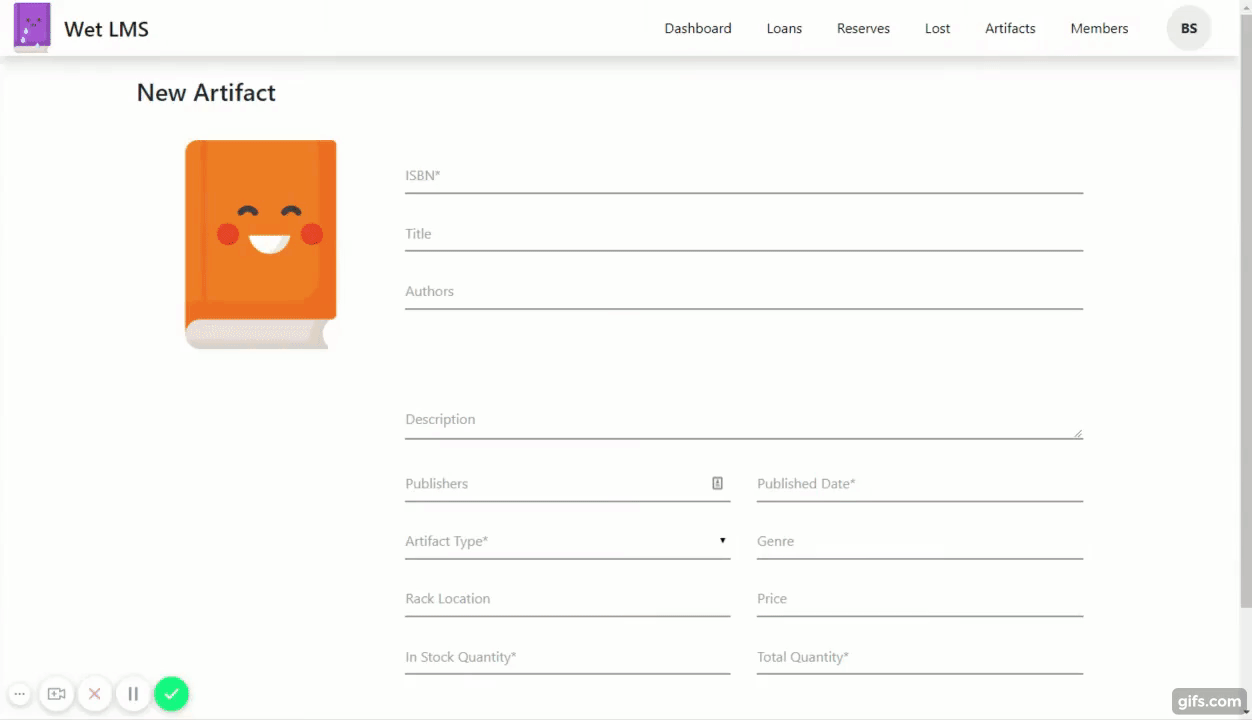 Wet LMS
Dashboard Loans Reserves Lost Artifacts Members BS
New Artifact
ISBN*
Title
Authors
Description
Publishers Published Date*
Artifact Type* Genre
Rack Location Price
In Stock Quantity* Total Quantity*
gifs.com